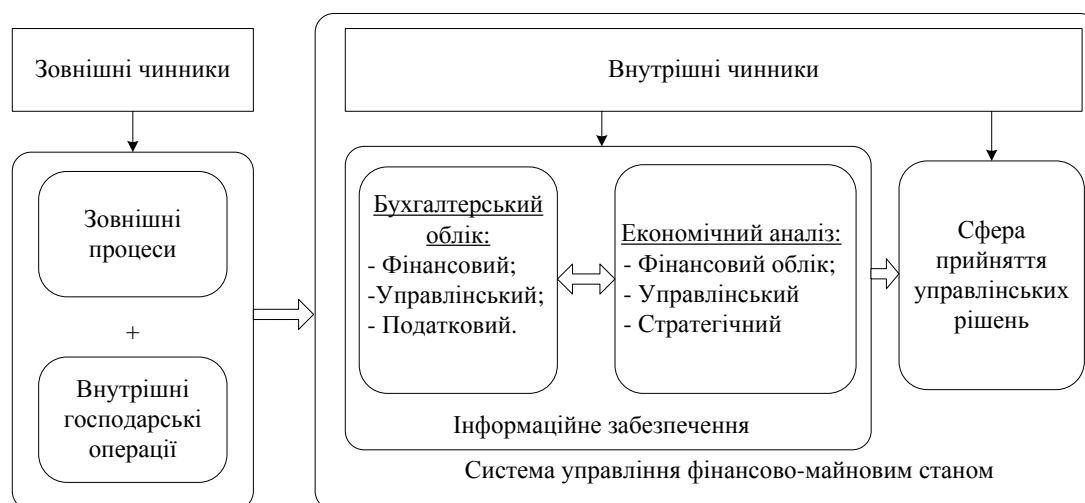 Зовнішні чинники
Внутрішні чинники
Зовнішні
процеси
+
Внутрішні
господарські
операції
Бухгалтерський
облік:
- Фінансовий;
-Управлінський;
- Податковий.
Економічний аналіз:
- Фінансовий облік;
- Управлінський
- Стратегічний
Сфера
прийняття
управлінських
рішень
Інформаційне забезпечення
Система управління фінансово-майновим станом